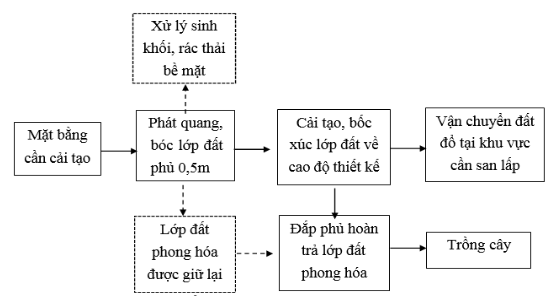 Xử lý sinh
khối, rác thải
bề mặt
Mặt bằng
cần cải tạo
Phát quang,
bóc lớp đất
phủ 0,5m
Cải tạo, bốc
xúc lớp đất về
cao độ thiết kế
Vận chuyển đất
đổ tại khu vực
cần san lấp
Lớp đất
phong hóa
được giữ lại
Đắp phủ hoàn
trả lớp đất
phong hóa
Trồng cây